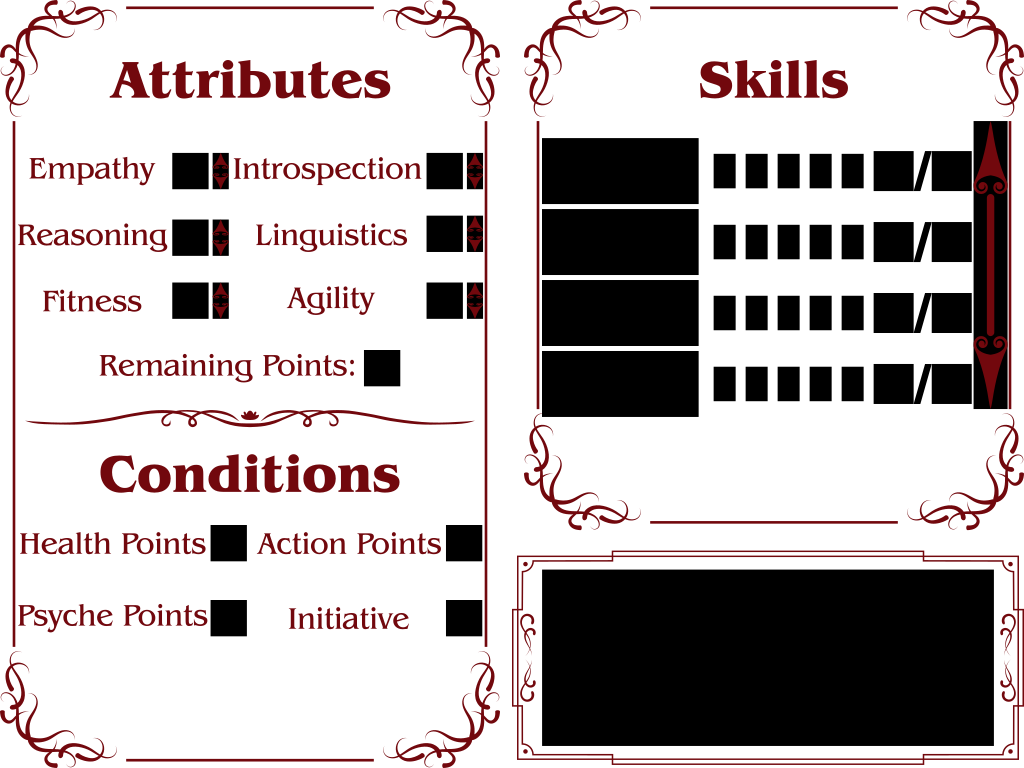 Attributes
Empathy Introspection
Reasoning Linguistics
Fitness Agility
Remaining Points:
Conditions
Health Points Action Points
Psyche Points Initiative
Skills
/
/
/
/